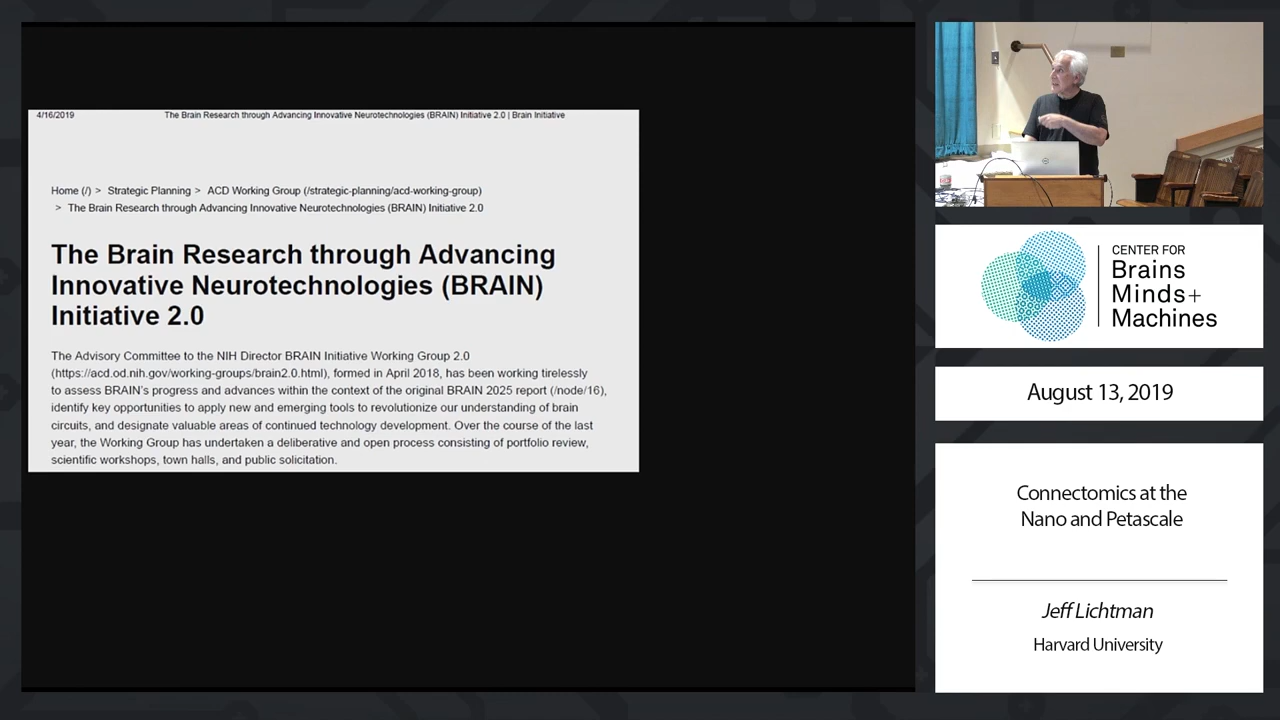 4/16/2019
The Brain Research through Advancing Innovative Neurotechnologies (BRAIN) Initiative 2.0 | Brain Initiative
Home (/) > Strategic Planning > ACD Working Group (/strategic-planning/acd-working-group)
> The Brain Research through Advancing Innovative Neurotechnologies (BRAIN) Initiative 2.0
The Brain Research through Advancing
Innovative Neurotechnologies (BRAIN)
Initiative 2.0
The Advisory Committee to the NIH Director BRAIN Initiative Working Group 2.0
(https://acd.od.nih.gov/working-groups/brain2.0.html), formed in April 2018, has been working tirelessly
to assess BRAIN's progress and advances within the context of the original BRAIN 2025 report (/node/16),
identify key opportunities to apply new and emerging tools to revolutionize our understanding of brain
circuits, and designate valuable areas of continued technology development. Over the course of the last
year, the Working Group has undertaken a deliberative and open process consisting of portfolio review,
scientific workshops, town halls, and public solicitation.
CENTER FOR
Brains
Minds+
Machines
August 13, 2019
Connectomics at the
Nano and Petascale
Jeff Lichtman
Harvard University